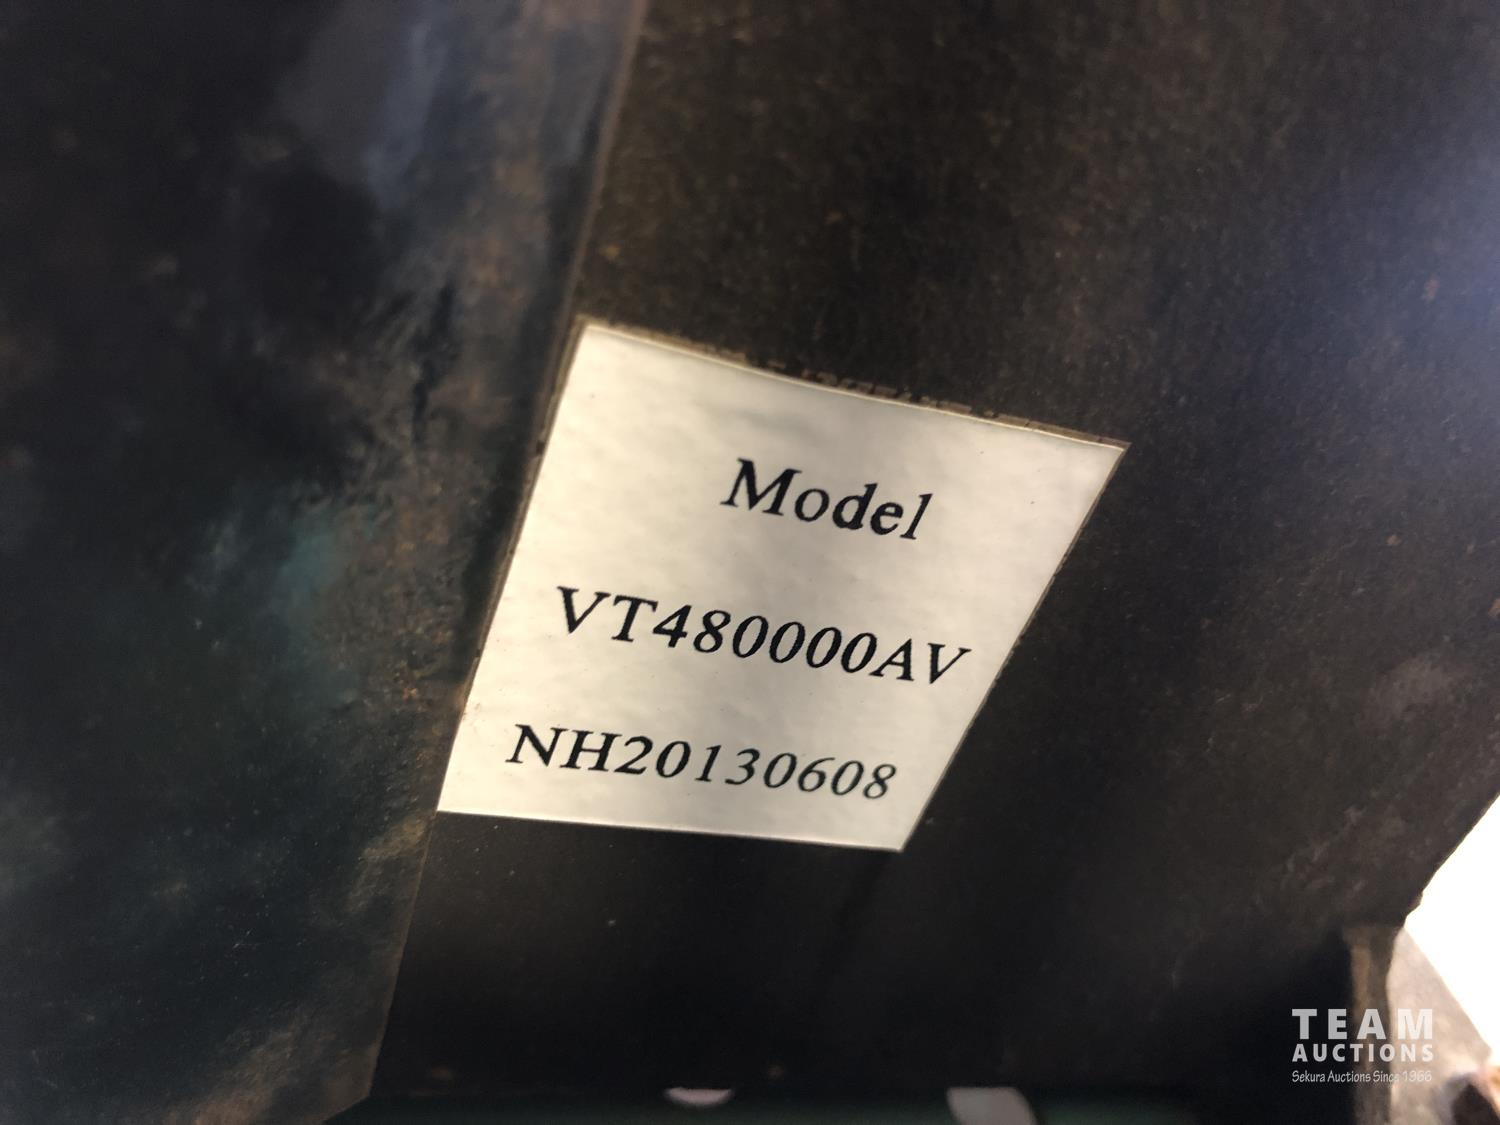 Model
VT480000AV
NH20130608
TEAM
AUCTIONS
Sekura Auctions Since 1966